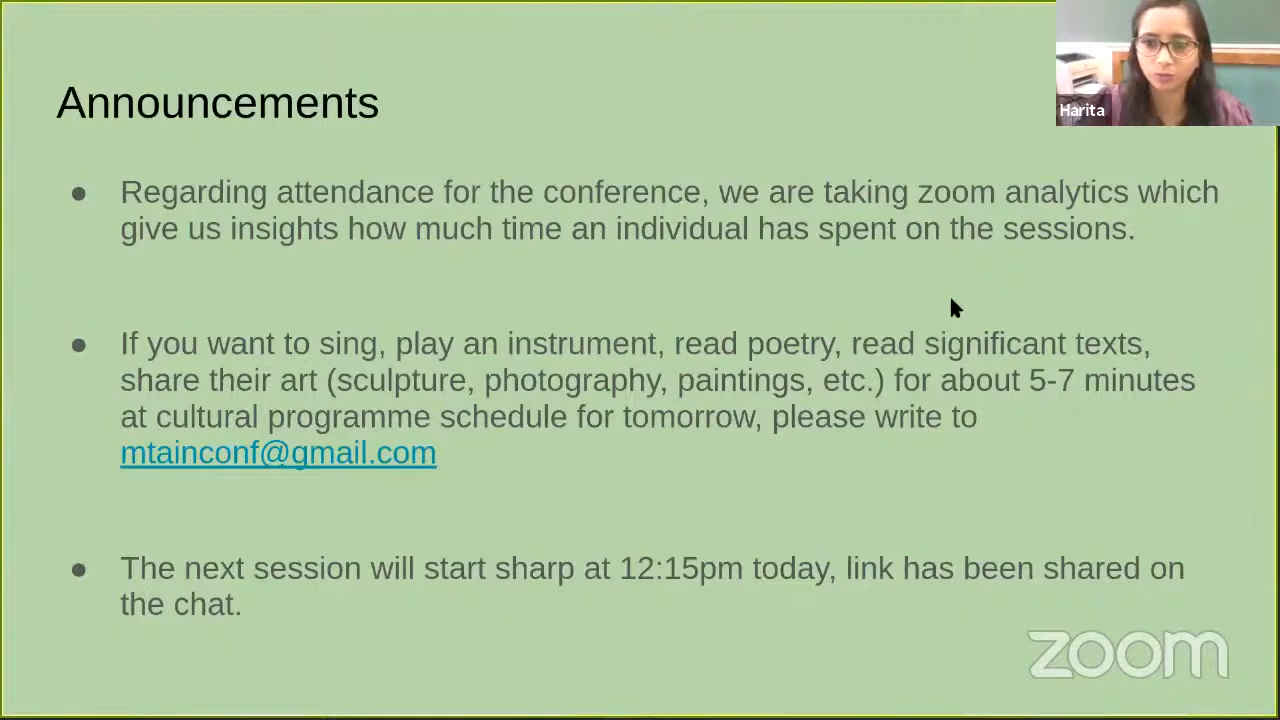 Harita
Announcements
● Regarding attendance for the conference, we are taking zoom analytics which
give us insights how much time an individual has spent on the sessions.
● If you want to sing, play an instrument, read poetry, read significant texts,
share their art (sculpture, photography, paintings, etc.) for about 5-7 minutes
at cultural programme schedule for tomorrow, please write to
mtainconf@gmail.com
● The next session will start sharp at 12:15pm today, link has been shared on
the chat.
zoom